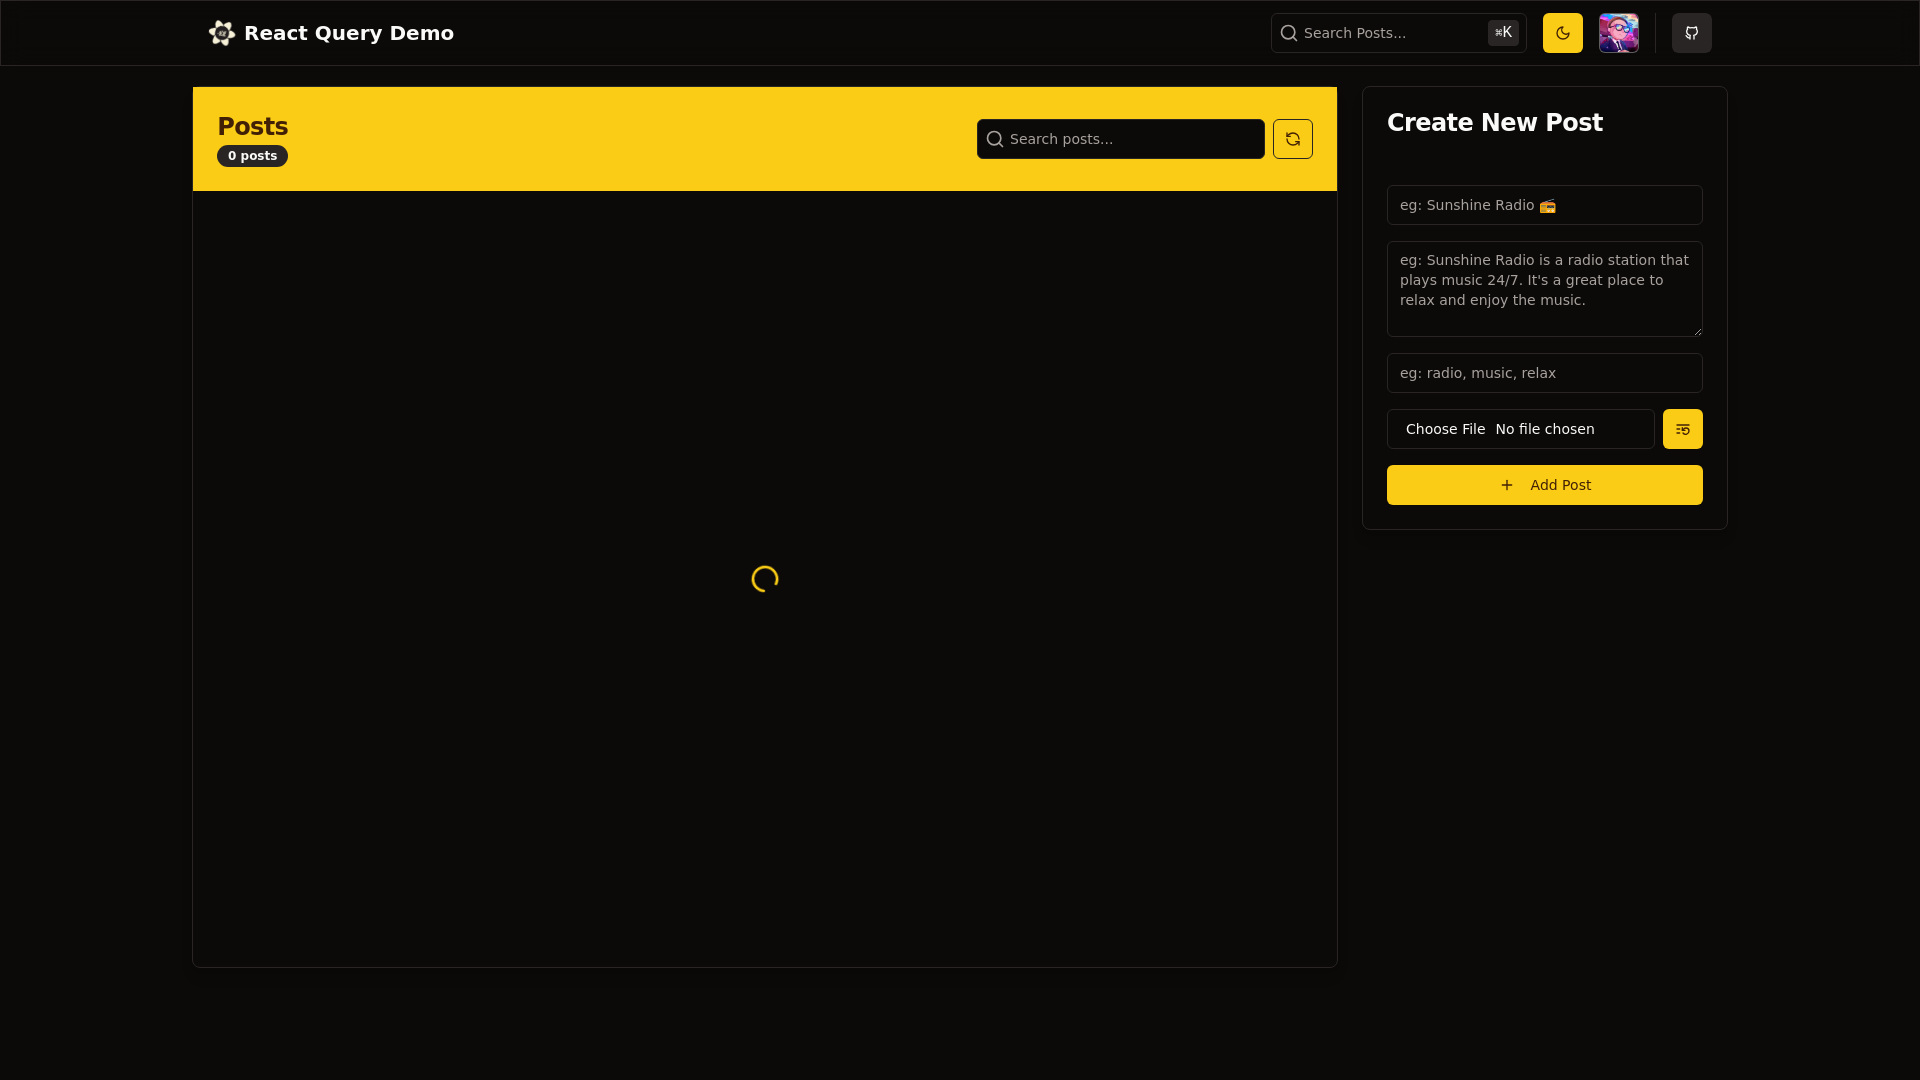 React Query Demo
Search Posts...
⌘K
Posts
0 posts
Search posts...
Create New Post
eg: Sunshine Radio 📻
eg: Sunshine Radio is a radio station that
plays music 24/7. It's a great place to
relax and enjoy the music.
eg: radio, music, relax
Choose File No file chosen
Add Post